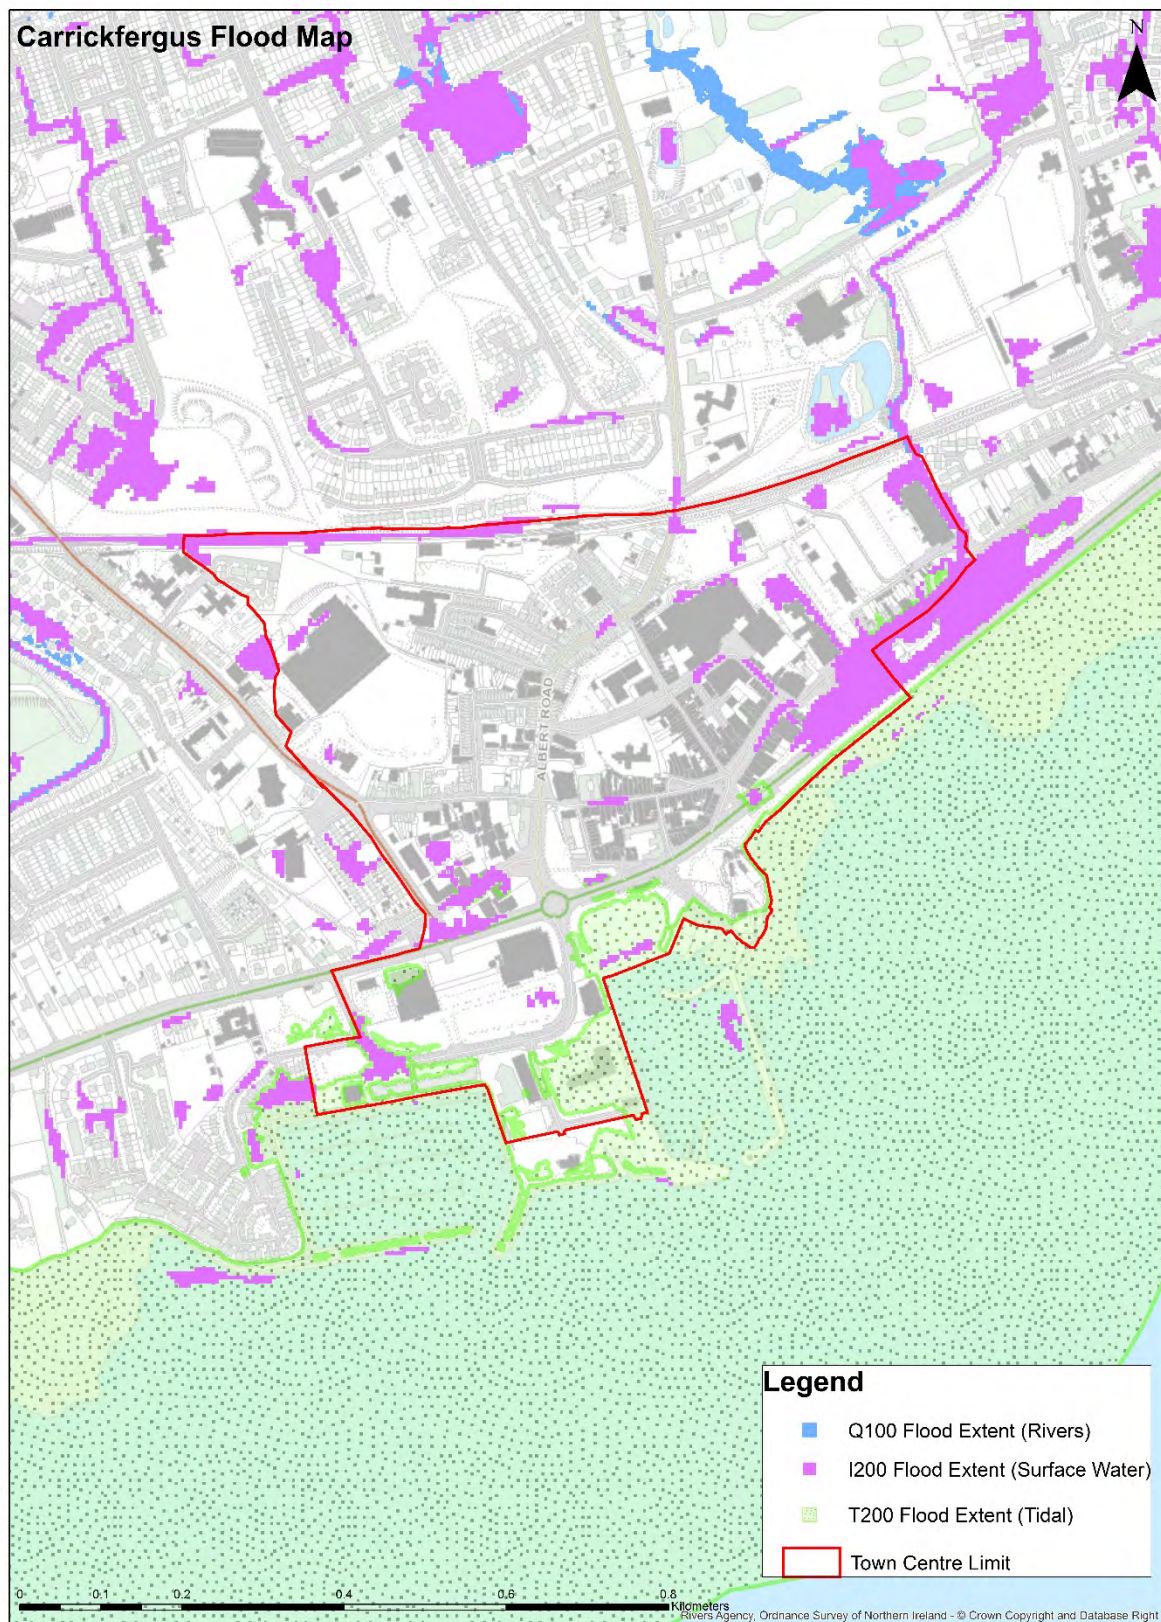 Carrickfergus Flood Map
N
ALBERT ROAD
Legend
Q100 Flood Extent (Rivers)
I200 Flood Extent (Surface Water)
T200 Flood Extent (Tidal)
Town Centre Limit
0 0.1 0.2 0.4 0.6 0.8
Kilometers
Rivers Agency, Ordnance Survey of Northern Ireland - © Crown Copyright and Database Right